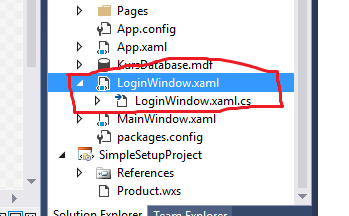 Pages
App.config
App.xaml
KursDatabase.mdf
LoginWindow.xaml
LoginWindow.xaml.cs
MainWindow.xaml
packages.config
SimpleSetupProject
References
Product.wxs
Solution Explorer
Team Explorer